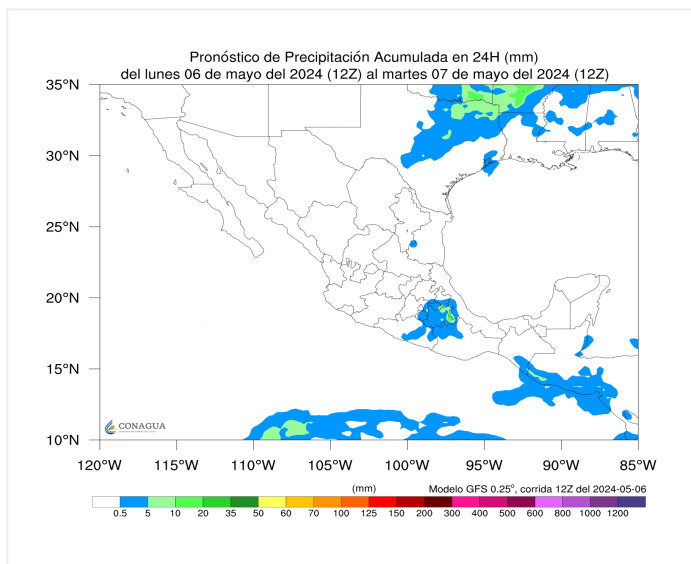 Pronóstico de Precipitación Acumulada en 24H (mm)
del lunes 06 de mayo del 2024 (12Z) al martes 07 de mayo del 2024 (12Z)
35°N
30°N
25°N
20°N
15°N
10°N
CONAGUA
120°W 115°W 110°W 105°W 100°W 95°W 90°W 85°W
(mm) Modelo GFS 0.25°, corrida 12Z del 2024-05-06
0.5 5 10 20 35 50 60 70 100 125 150 200 300 400 500 600 800 1000 1200